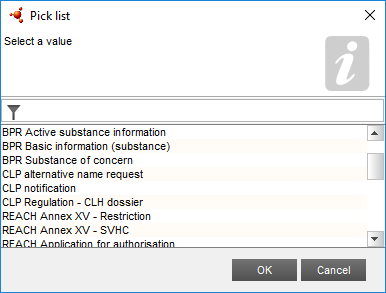 Pick list
Select a value
BPR Active substance information
BPR Basic information (substance)
BPR Substance of concern
CLP alternative name request
CLP notification
CLP Regulation - CLH dossier
REACH Annex XV - Restriction
REACH Annex XV - SVHC
REACH Application for authorisation
OK
Cancel